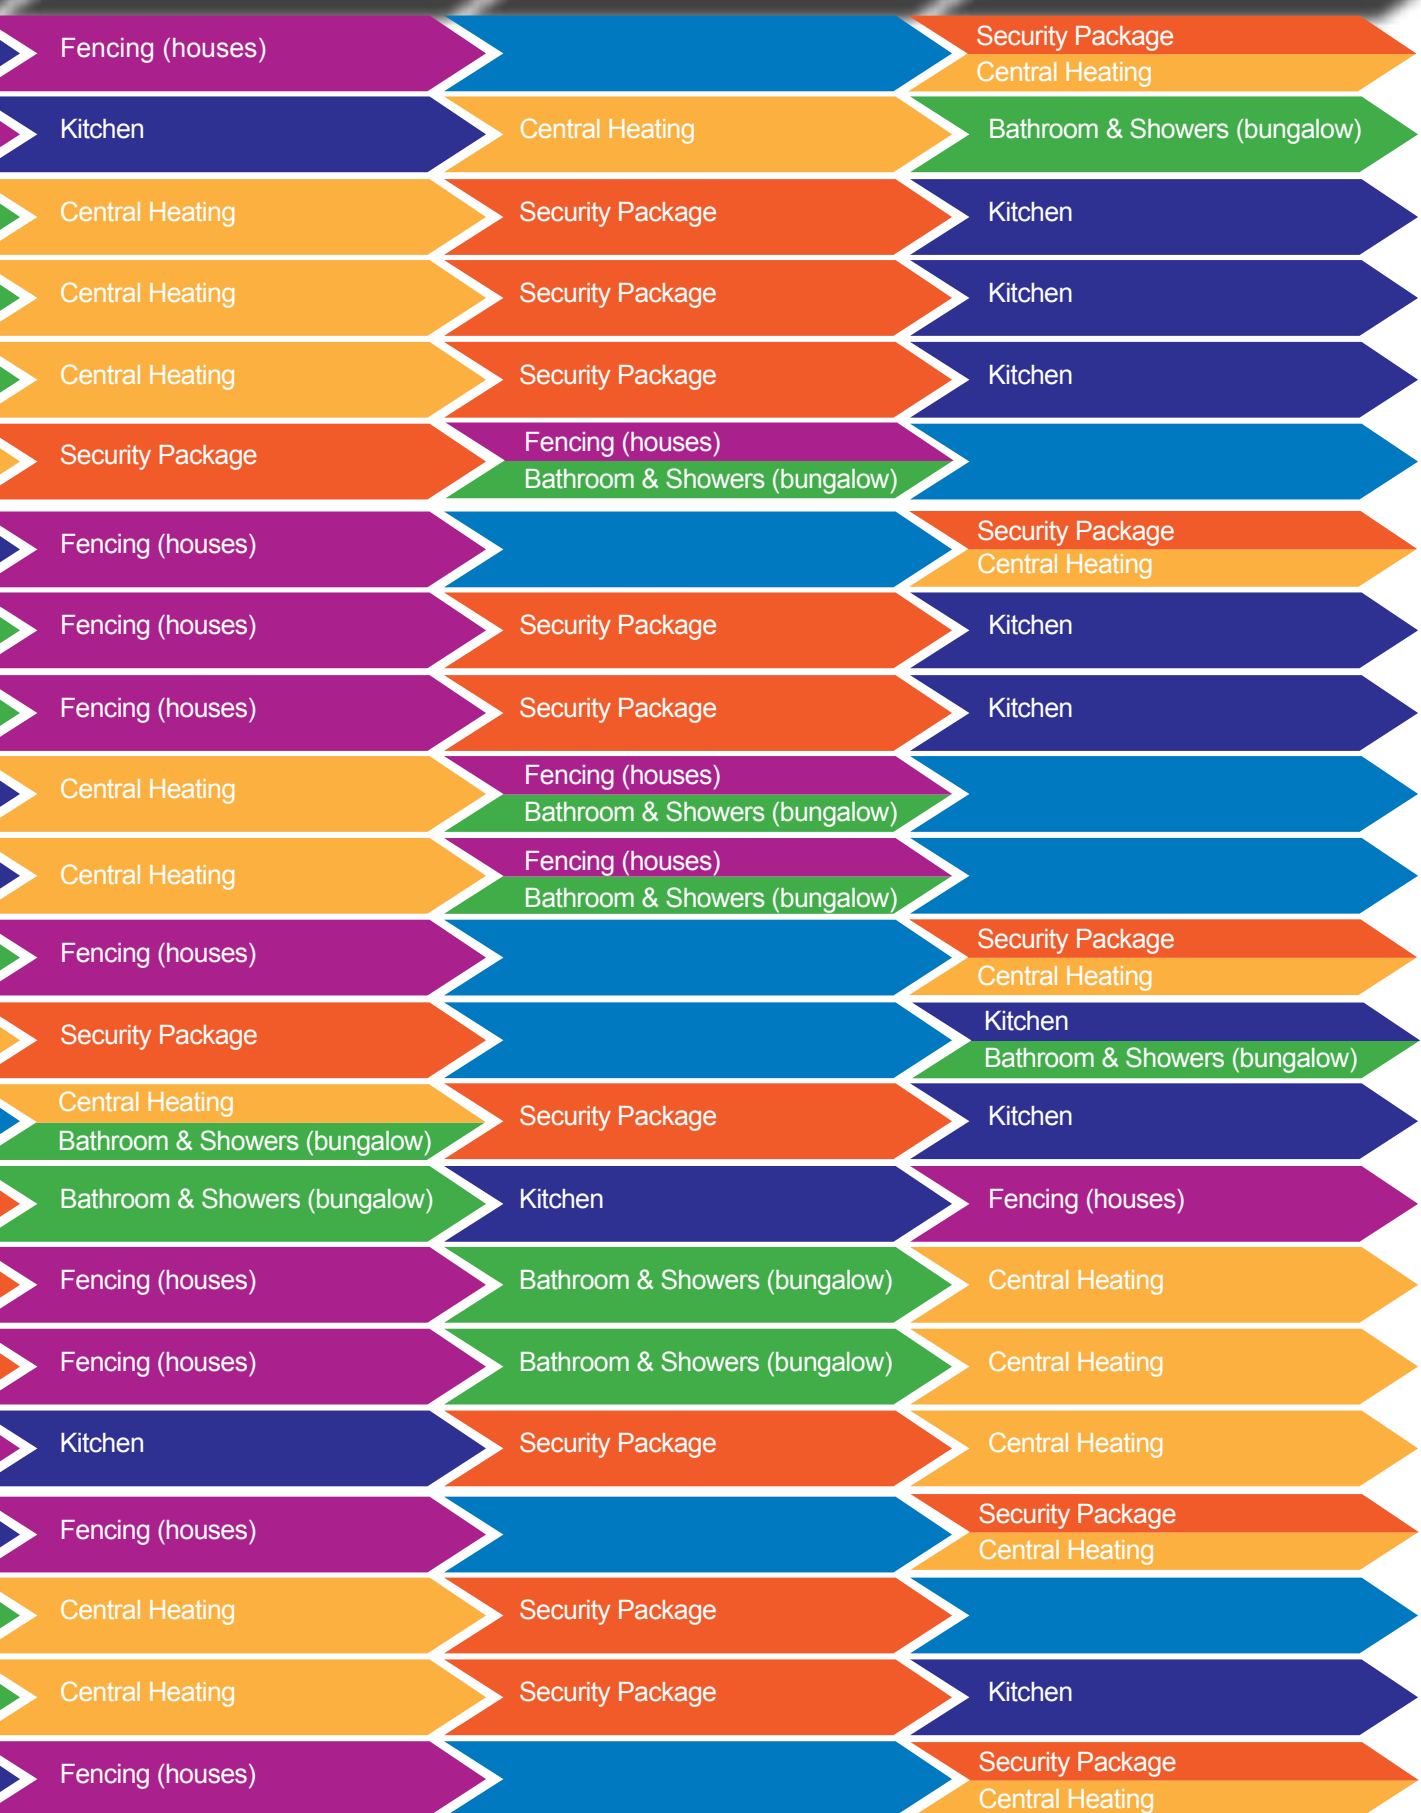 Fencing (houses)
Security Package
Central Heating
Kitchen
Central Heating
Bathroom & Showers (bungalow)
Central Heating
Security Package
Kitchen
Central Heating
Security Package
Kitchen
Central Heating
Security Package
Kitchen
Security Package
Fencing (houses)
Bathroom & Showers (bungalow)
Fencing (houses)
Security Package
Central Heating
Fencing (houses)
Security Package
Kitchen
Fencing (houses)
Security Package
Kitchen
Central Heating
Fencing (houses)
Bathroom & Showers (bungalow)
Central Heating
Fencing (houses)
Bathroom & Showers (bungalow)
Fencing (houses)
Security Package
Central Heating
Security Package
Kitchen
Bathroom & Showers (bungalow)
Central Heating
Bathroom & Showers (bungalow)
Security Package
Kitchen
Bathroom & Showers (bungalow)
Kitchen
Fencing (houses)
Fencing (houses)
Bathroom & Showers (bungalow)
Central Heating
Fencing (houses)
Bathroom & Showers (bungalow)
Central Heating
Kitchen
Security Package
Central Heating
Fencing (houses)
Security Package
Central Heating
Central Heating
Security Package
Central Heating
Security Package
Kitchen
Fencing (houses)
Security Package
Central Heating